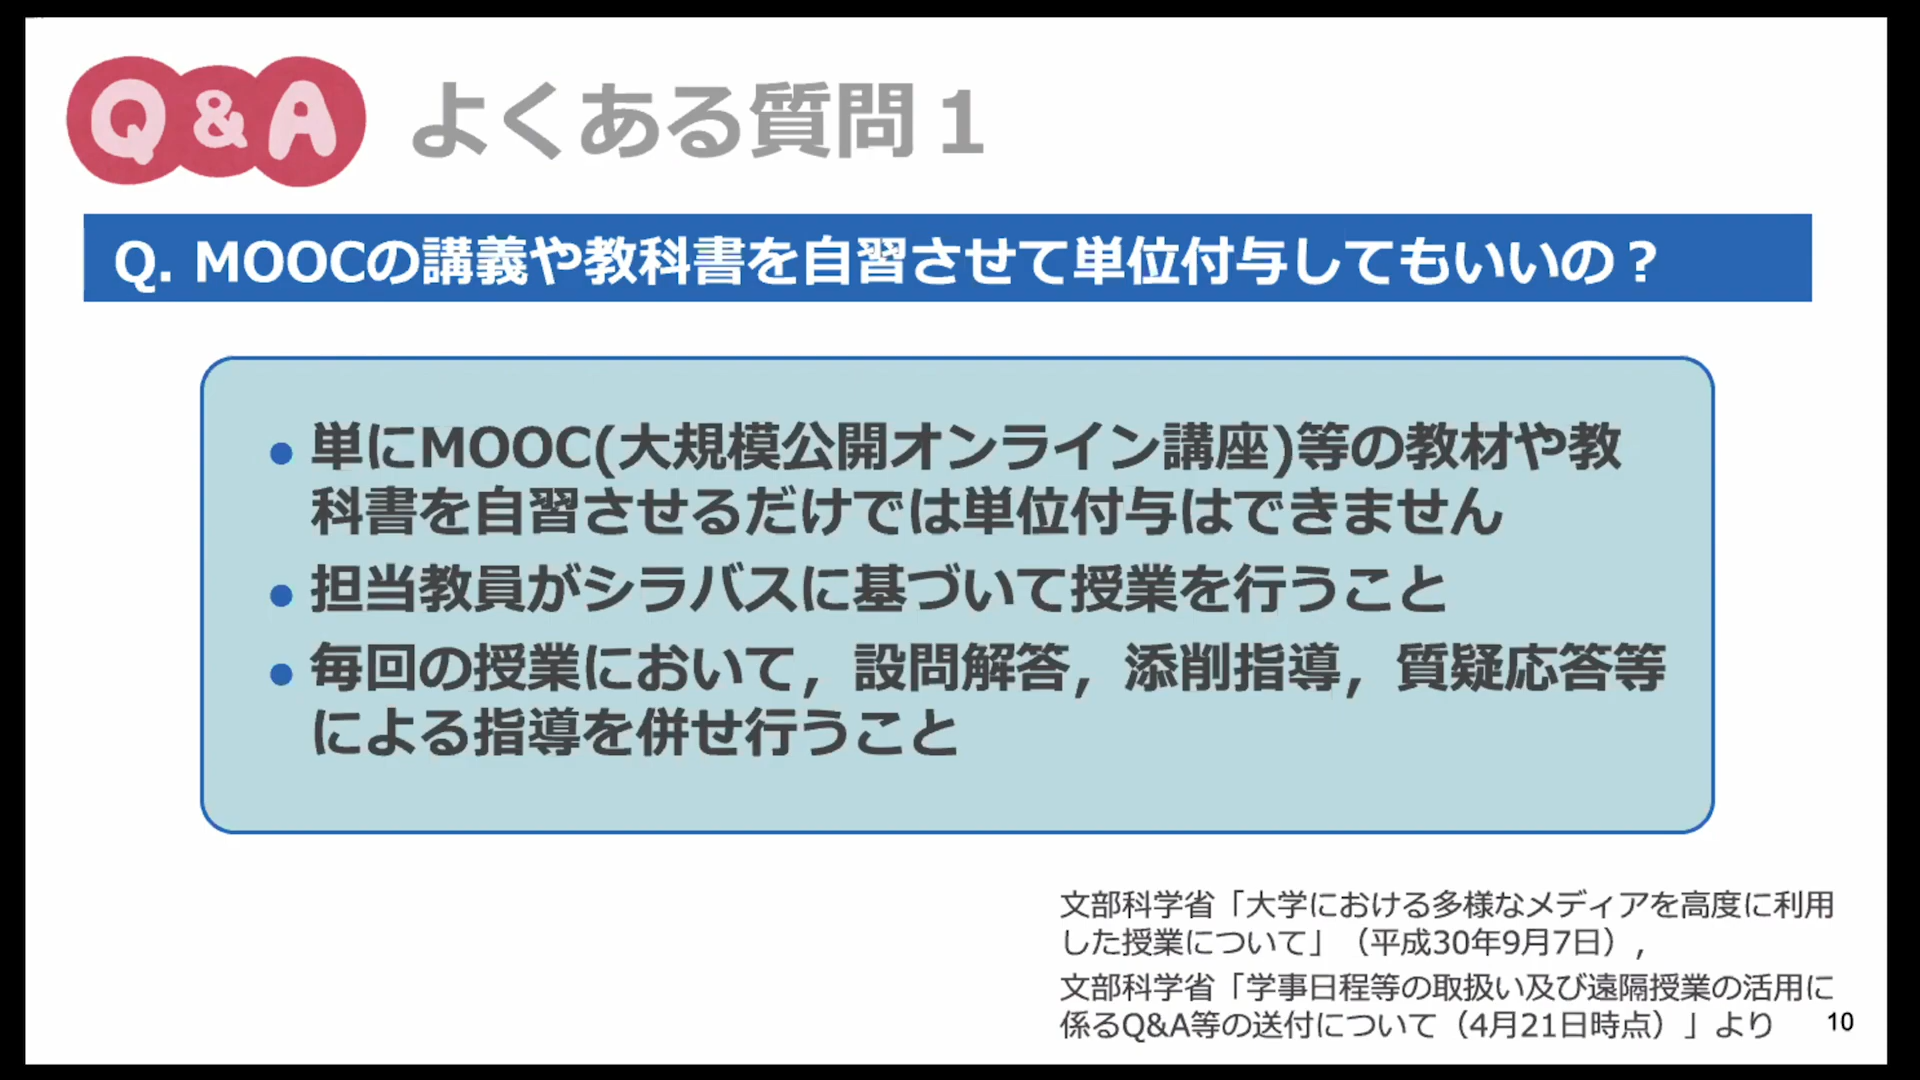 Q&A よくある質問１
Q. MOOCの講義や教科書を自習させて単位付与してもいいの？
● 単にMOOC(大規模公開オンライン講座)等の教材や教
科書を自習させるだけでは単位付与はできません
● 担当教員がシラバスに基づいて授業を行うこと
● 毎回の授業において，設問解答，添削指導，質疑応答等
による指導を併せ行うこと
文部科学省「大学における多様なメディアを高度に利用
した授業について」（平成30年9月7日），
文部科学省「学事日程等の取扱い及び遠隔授業の活用に
係るQ&A等の送付について（4月21日時点）」より
10